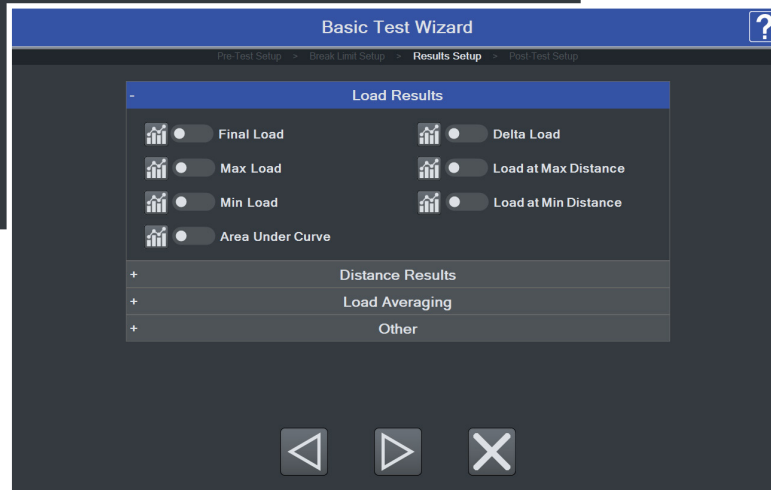 Basic Test Wizard
?
Pre-Test Setup > Break Limit Setup > Results Setup > Post-Test Setup
- Load Results
Final Load Delta Load
Max Load Load at Max Distance
Min Load Load at Min Distance
Area Under Curve
+ Distance Results
+ Load Averaging
+ Other